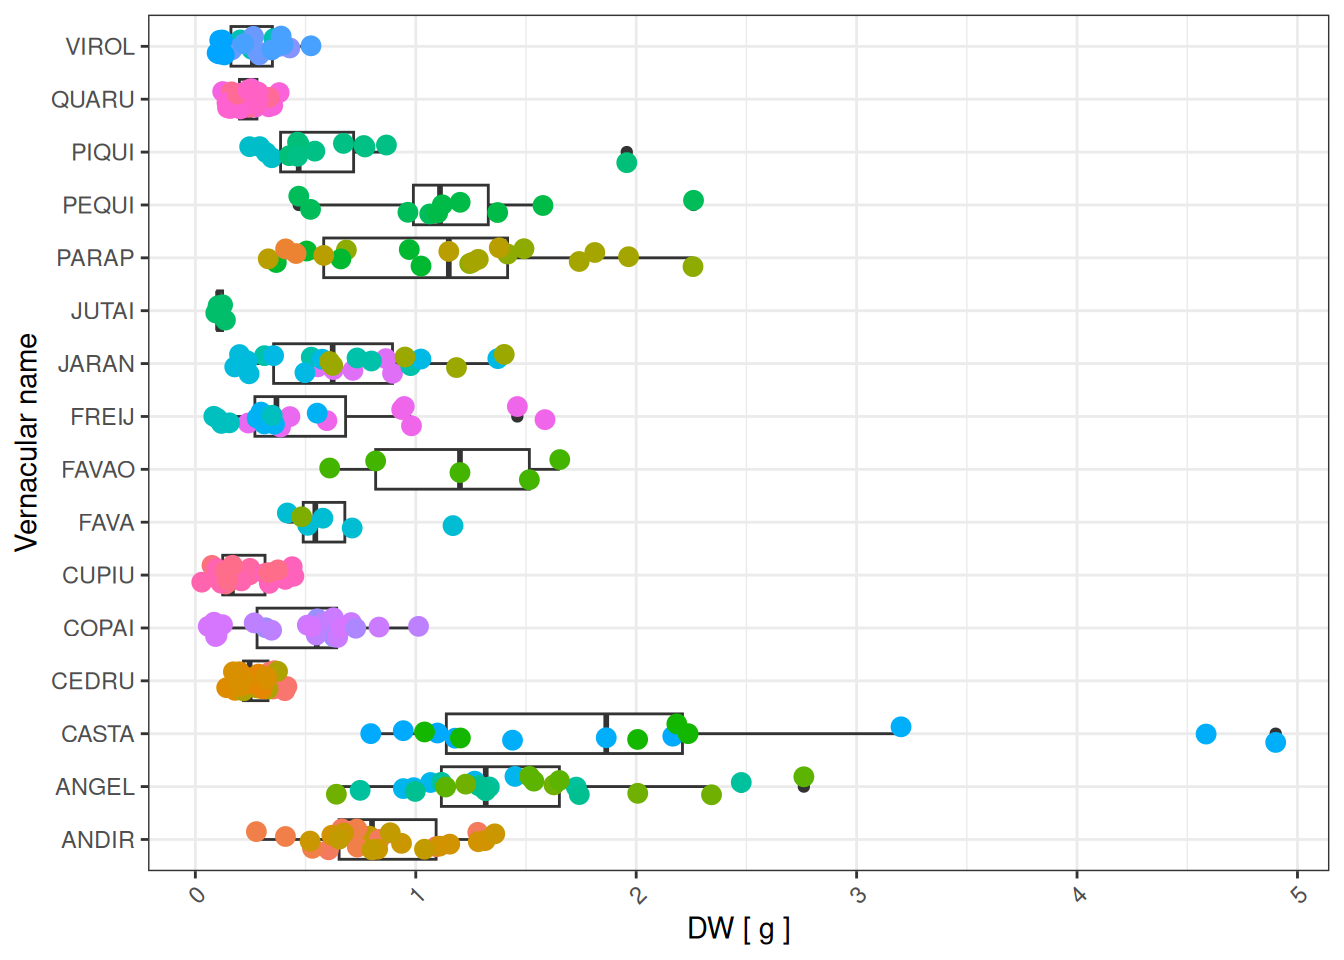 VIROL
QUARU
PIQUI
PEQUI
PARAP
JUTAI
JARAN
FREIJ
FAVAO
FAVA
CUPIU
COPAI
CEDRU
CASTA
ANGEL
ANDIR
Vernacular name
0 1 2 3 4 5
DW [ g ]